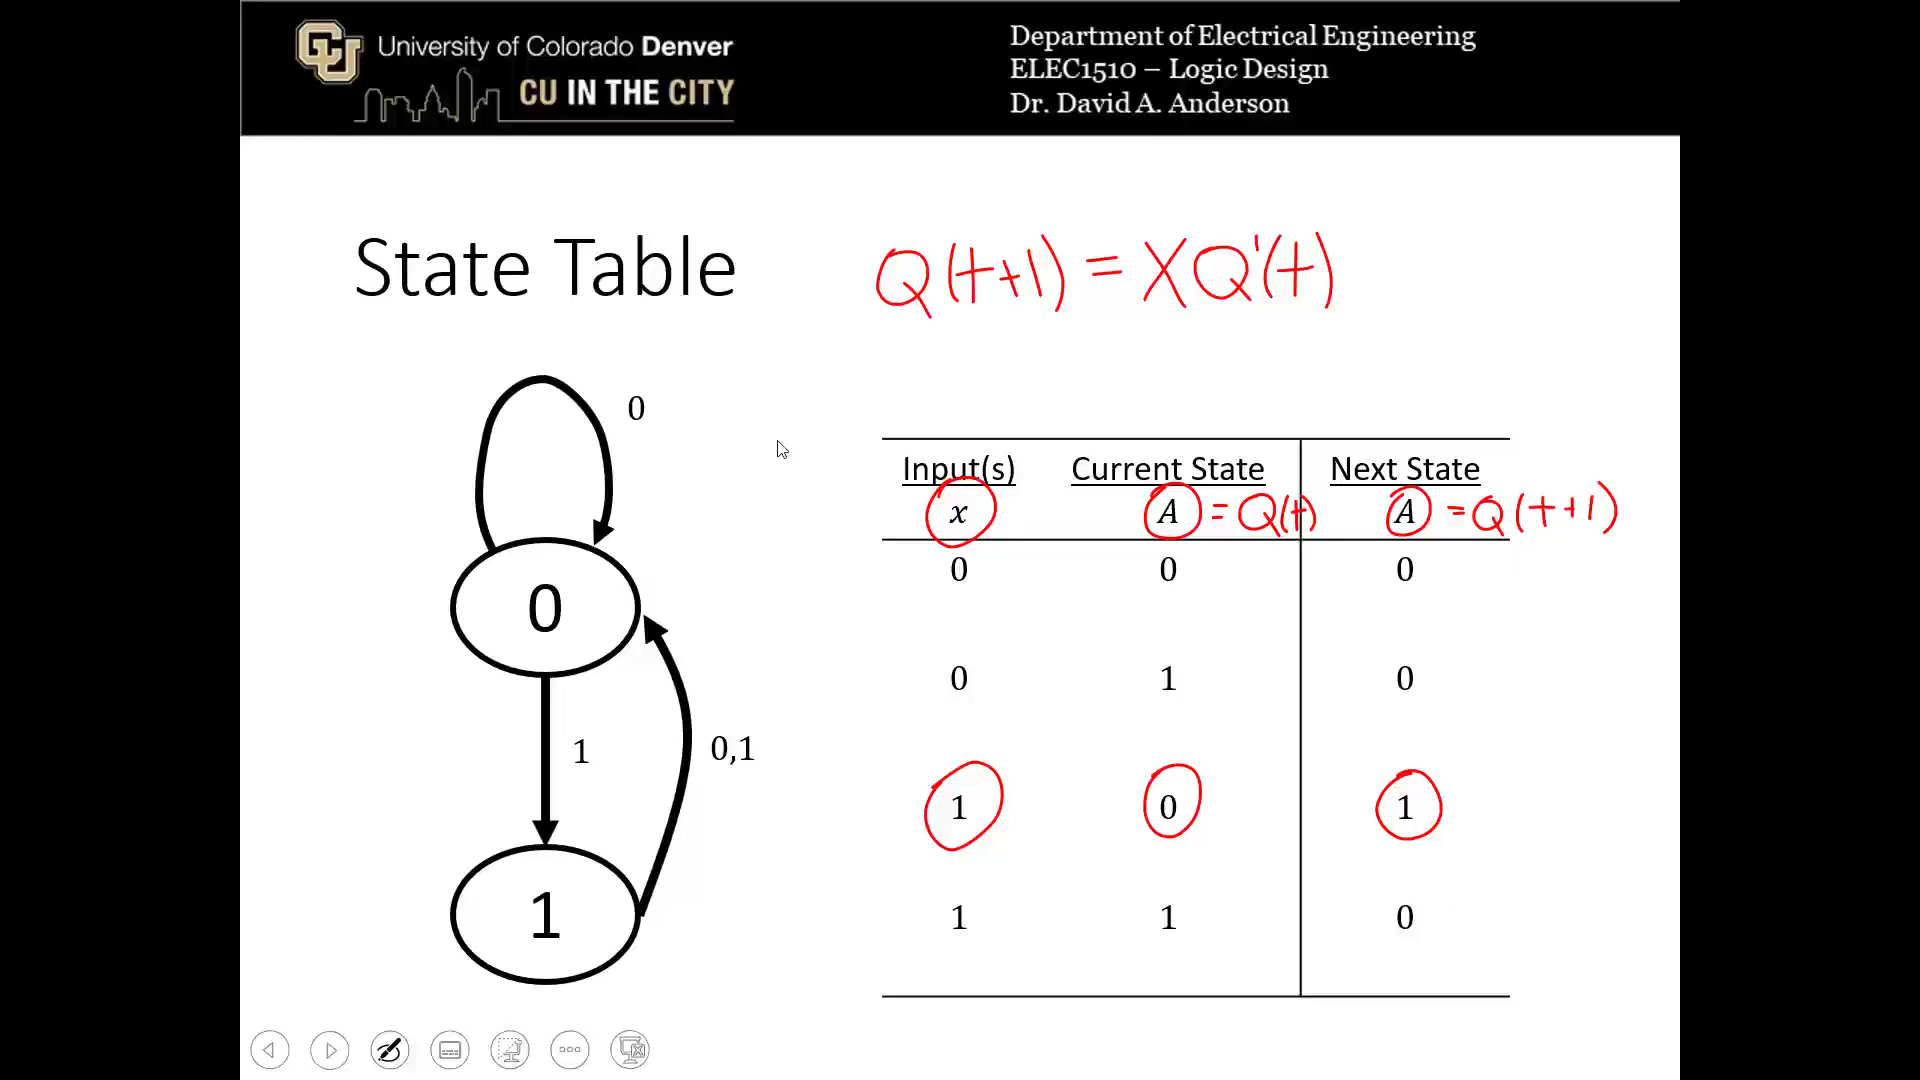 University of Colorado Denver
CU IN THE CITY
Department of Electrical Engineering
ELEC1510 – Logic Design
Dr. David A. Anderson
State Table
Q(t+1) = XQ'(t)
0
0
1
0,1
1
Input(s) Current State Next State
x A = Q(t) A = Q(t+1)
0 0 0
0 1 0
1 0 1
1 1 0